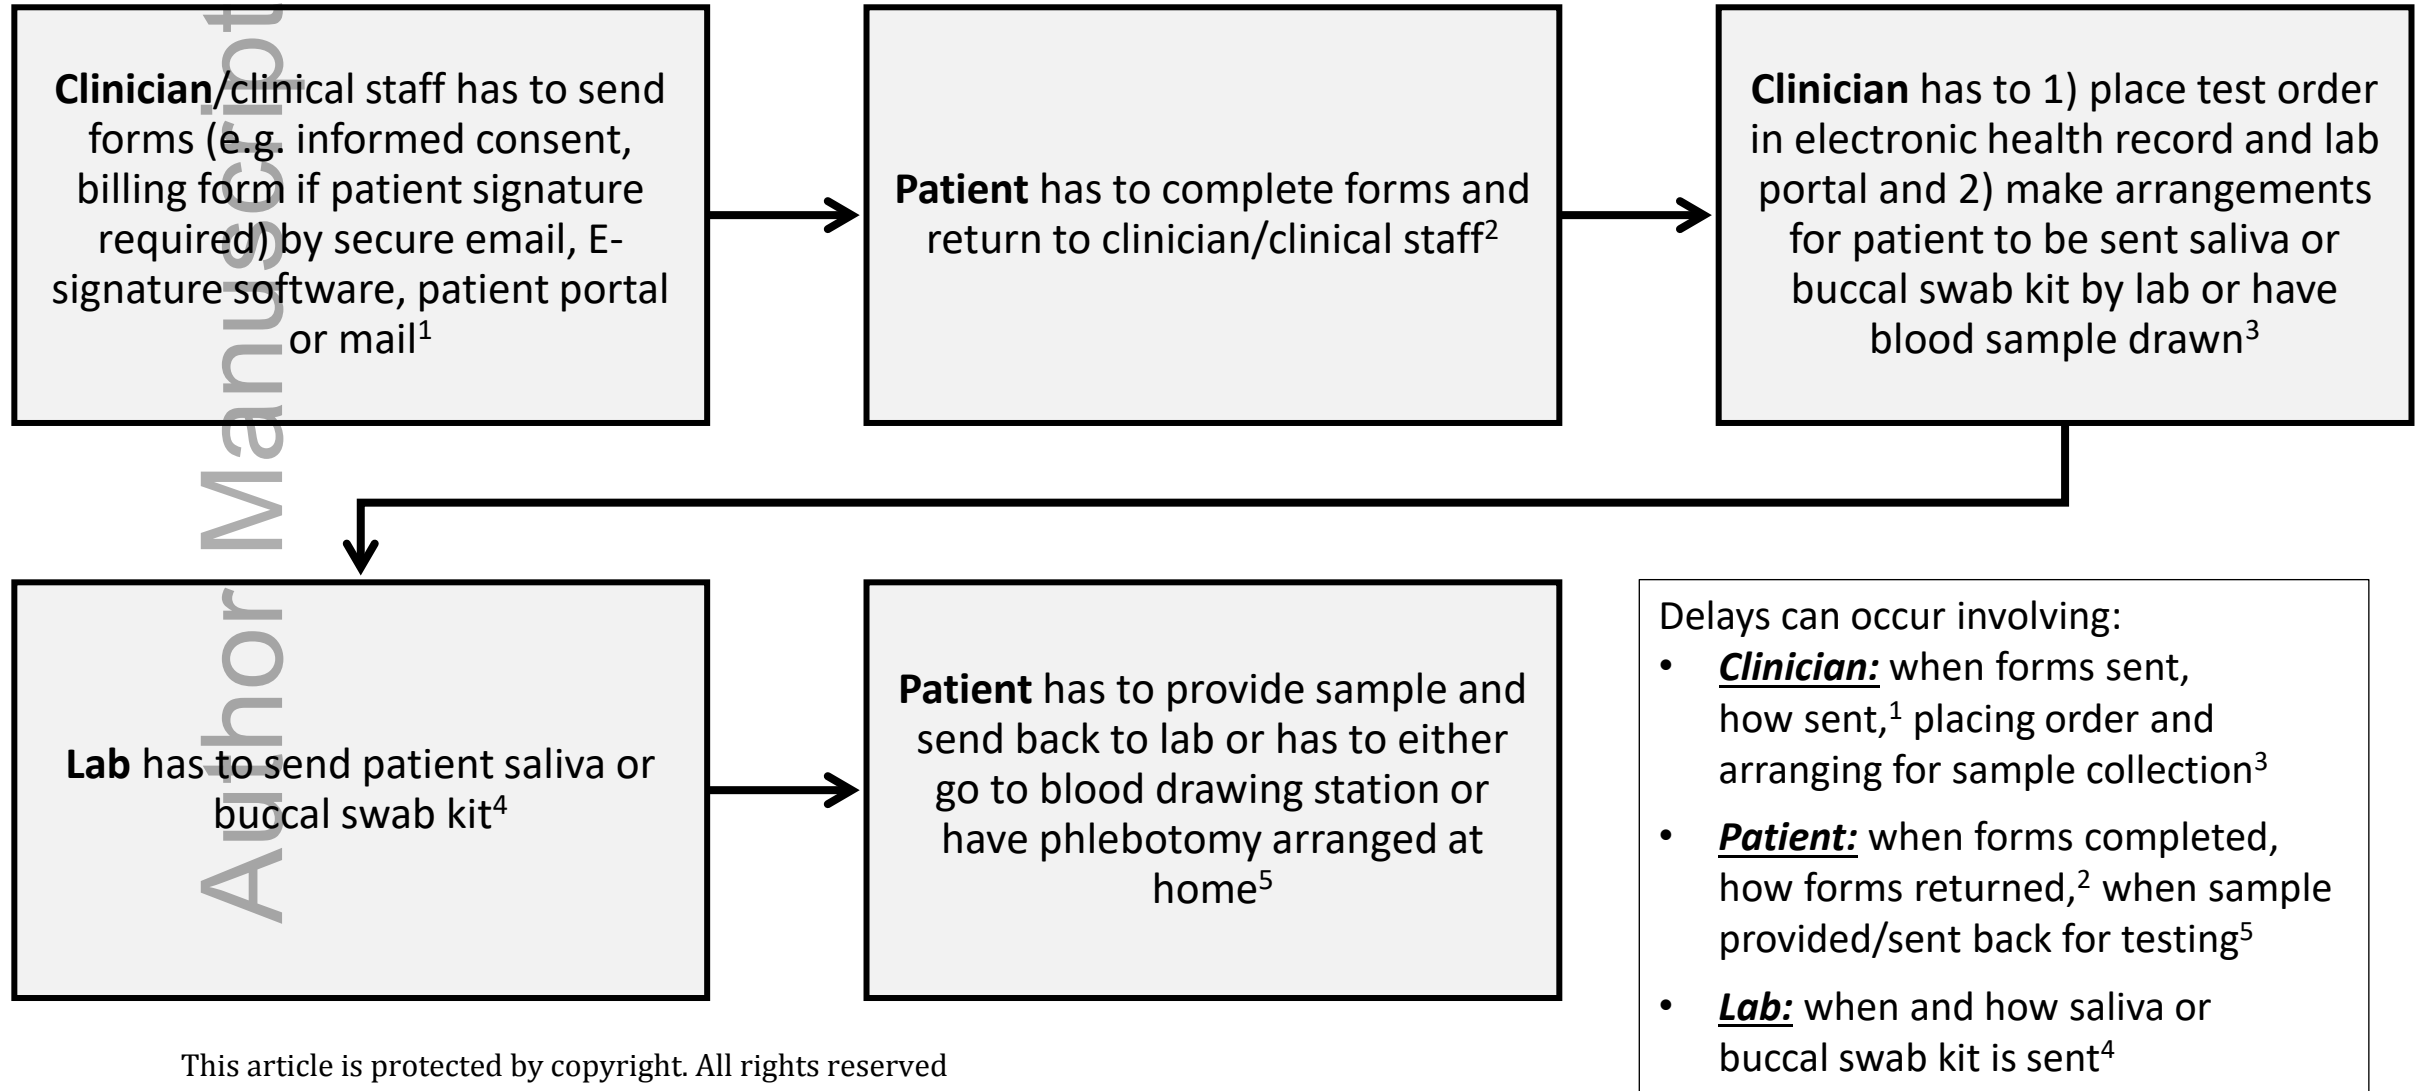 Clinician/clinical staff has to send
forms (e.g. informed consent,
billing form if patient signature
required) by secure email, E-
signature software, patient portal
or mail¹
Patient has to complete forms and
return to clinician/clinical staff²
Clinician has to 1) place test order
in electronic health record and lab
portal and 2) make arrangements
for patient to be sent saliva or
buccal swab kit by lab or have
blood sample drawn³
Lab has to send patient saliva or
buccal swab kit⁴
Patient has to provide sample and
send back to lab or has to either
go to blood drawing station or
have phlebotomy arranged at
home⁵
Delays can occur involving:
• Clinician: when forms sent,
how sent,¹ placing order and
arranging for sample collection³
• Patient: when forms completed,
how forms returned,² when sample
provided/sent back for testing⁵
• Lab: when and how saliva or
buccal swab kit is sent⁴
This article is protected by copyright. All rights reserved
Author Manuscript